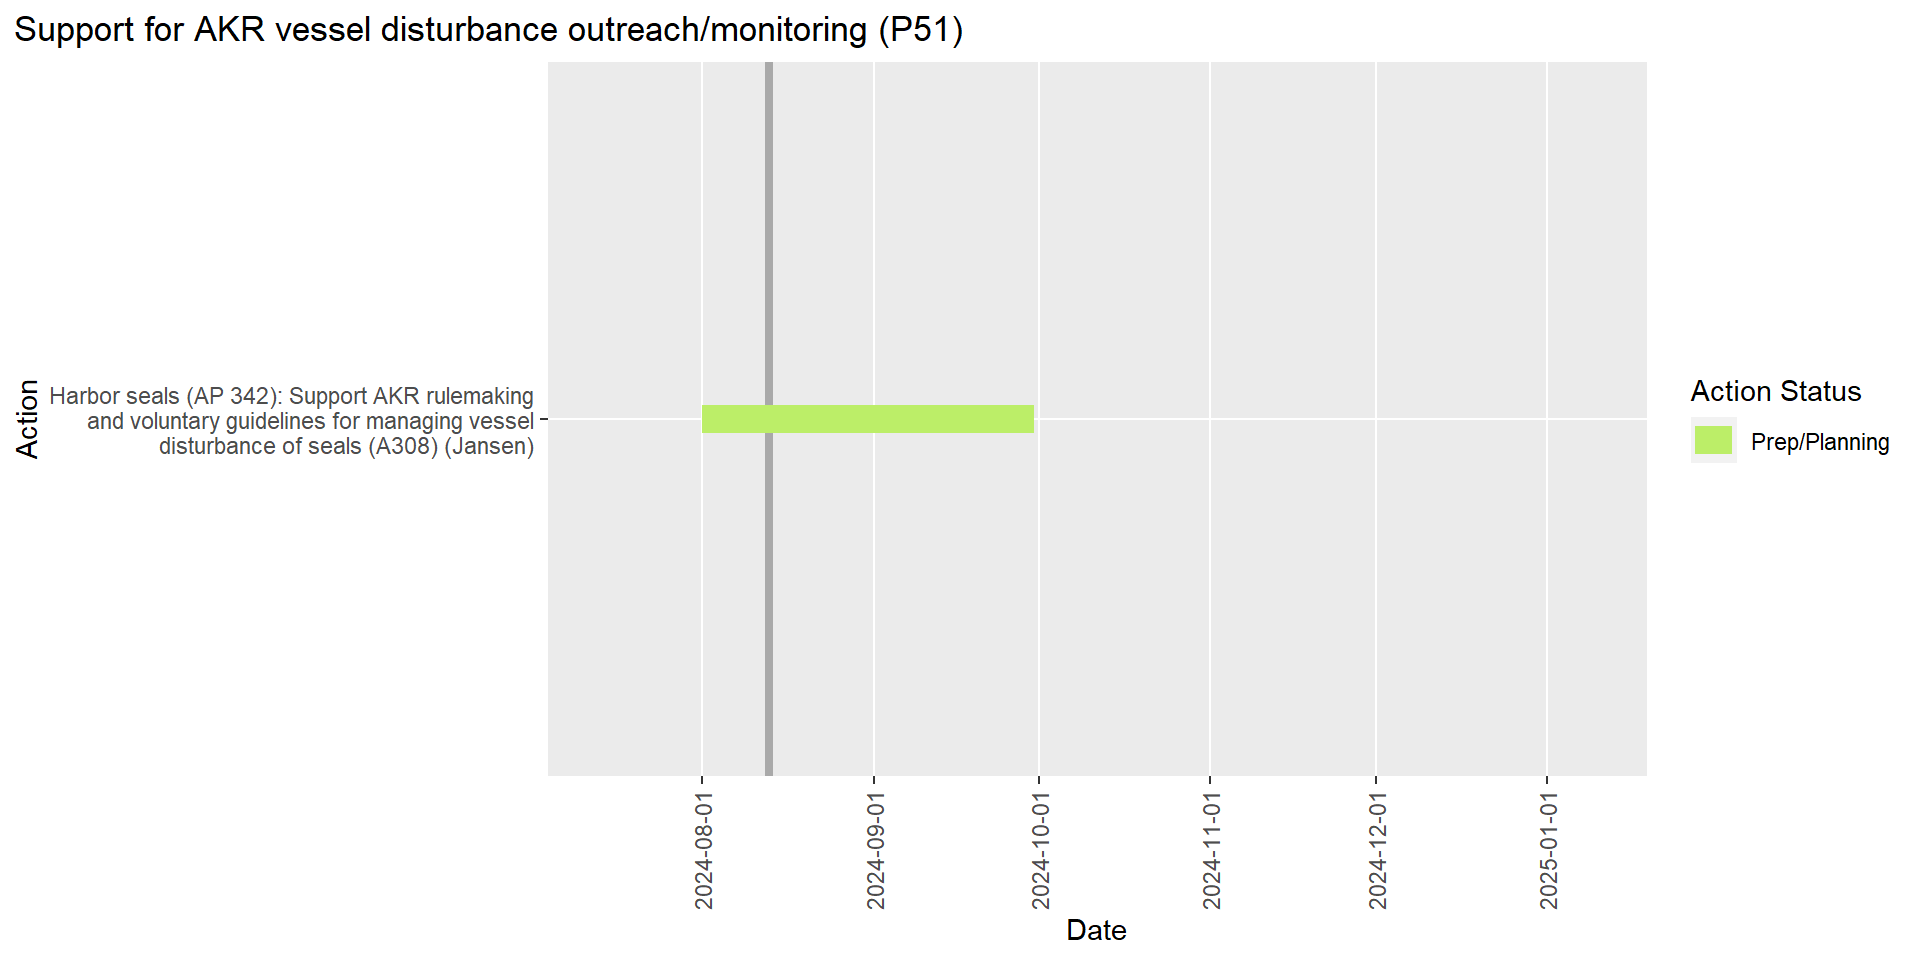 Support for AKR vessel disturbance outreach/monitoring (P51)
Action
Harbor seals (AP 342): Support AKR rulemaking
and voluntary guidelines for managing vessel
disturbance of seals (A308) (Jansen)
Action Status
Prep/Planning
2024-08-01
2024-09-01
2024-10-01
2024-11-01
2024-12-01
2025-01-01
Date